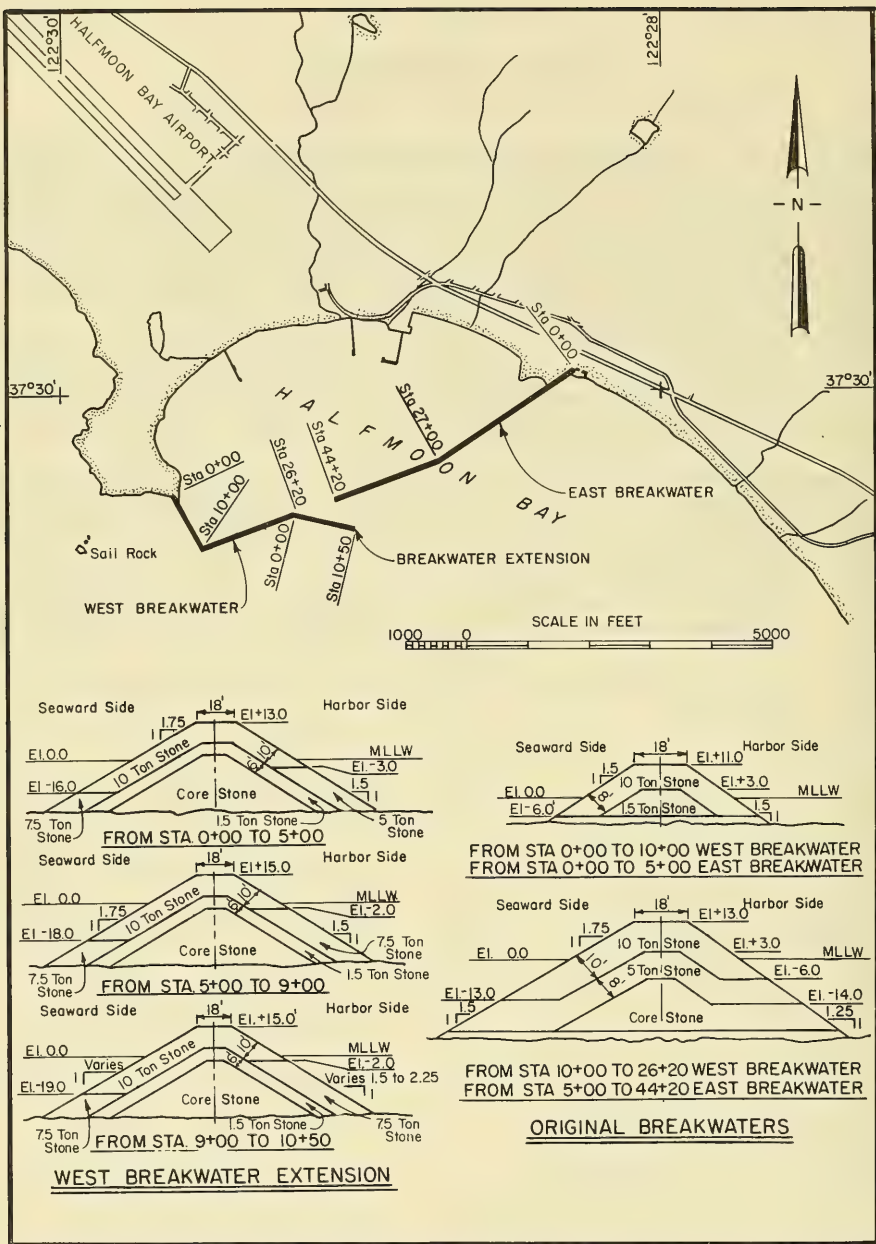 122°30'
HALFMOON BAY AIRPORT
122°28'
N
37°30'
37°30'
Sta 0+00
HALFMOON BAY
Sta 27+00
Sta 44+20
Sta 26+20
Sta 0+00
Sta 10+00
Sta 0+00
Sta 10+50
EAST BREAKWATER
Sail Rock
BREAKWATER EXTENSION
WEST BREAKWATER
SCALE IN FEET
1000 0 5000
Seaward Side 18' El+13.0 Harbor Side
1.75
1
El. 0.0 MLLW
10 Ton Stone 6' 10' El.-3.0
El-16.0
Core Stone 1.5
1
7.5 Ton Stone 1.5 Ton Stone 5 Ton Stone
FROM STA. 0+00 TO 5+00
Seaward Side 18' El+15.0 Harbor Side
1.75
1
El. 0.0 MLLW
10 Ton Stone 6' 10' El.-2.0
El-18.0
1.5
1
Core Stone 7.5 Ton Stone
7.5 Ton Stone 1.5 Ton Stone
FROM STA. 5+00 TO 9+00
Seaward Side 18' El.+15.0' Harbor Side
El. 0.0 MLLW
Varies
1
10 Ton Stone 6' 10' El.-2.0
Varies 1.5 to 2.25
1
El.-19.0
Core Stone
7.5 Ton Stone 1.5 Ton Stone 7.5 Ton Stone
FROM STA. 9+00 TO 10+50
WEST BREAKWATER EXTENSION
Seaward Side 18' El.+11.0 Harbor Side
1.5
1
10 Ton Stone El.+3.0
El. 0.0 8' MLLW
El-6.0' 1.5 Ton Stone 1.5
1
FROM STA 0+00 TO 10+00 WEST BREAKWATER
FROM STA 0+00 TO 5+00 EAST BREAKWATER
Seaward Side 18' El+13.0 Harbor Side
1.75
1
10 Ton Stone El.+3.0
El. 0.0 MLLW
10' 5 Ton Stone El.-6.0
8'
El.-13.0 El.-14.0
1.5
1
Core Stone 1.25
1
FROM STA 10+00 TO 26+20 WEST BREAKWATER
FROM STA 5+00 TO 44+20 EAST BREAKWATER
ORIGINAL BREAKWATERS